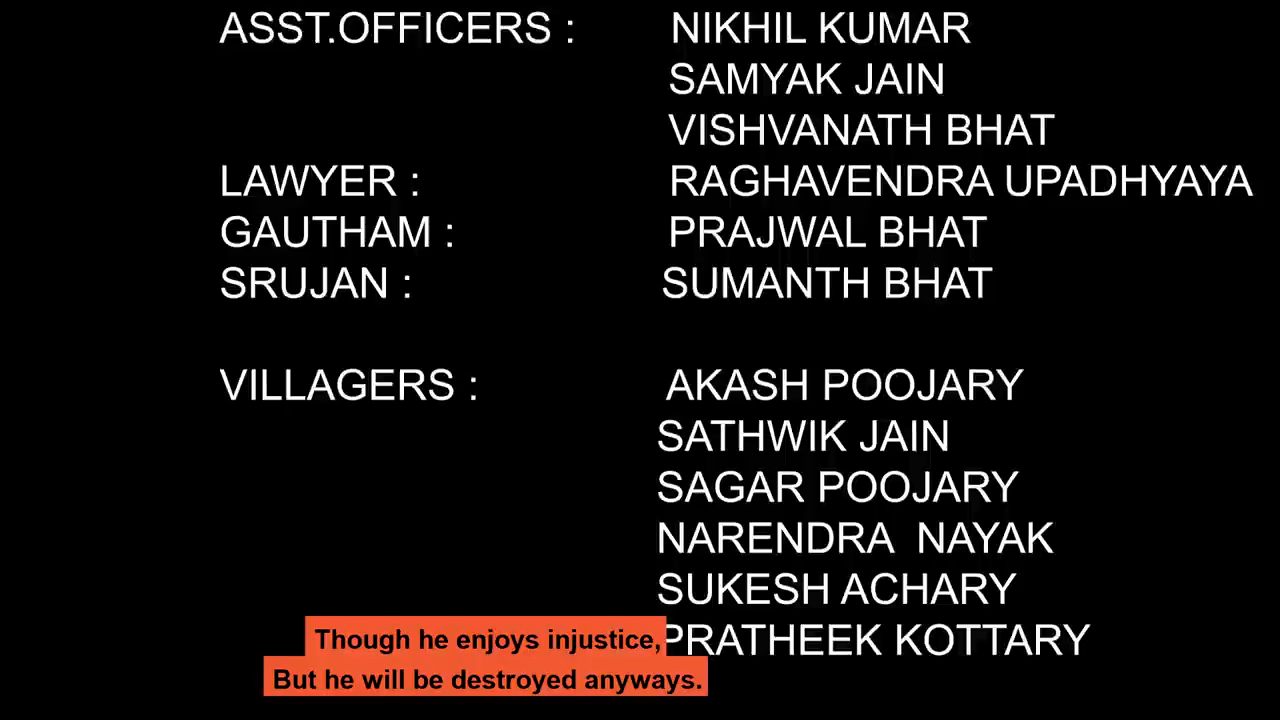 ASST.OFFICERS : NIKHIL KUMAR
SAMYAK JAIN
VISHVANATH BHAT
LAWYER : RAGHAVENDRA UPADHYAYA
GAUTHAM : PRAJWAL BHAT
SRUJAN : SUMANTH BHAT
VILLAGERS : AKASH POOJARY
SATHWIK JAIN
SAGAR POOJARY
NARENDRA NAYAK
SUKESH ACHARY
PRATHEEK KOTTARY
Though he enjoys injustice,
But he will be destroyed anyways.